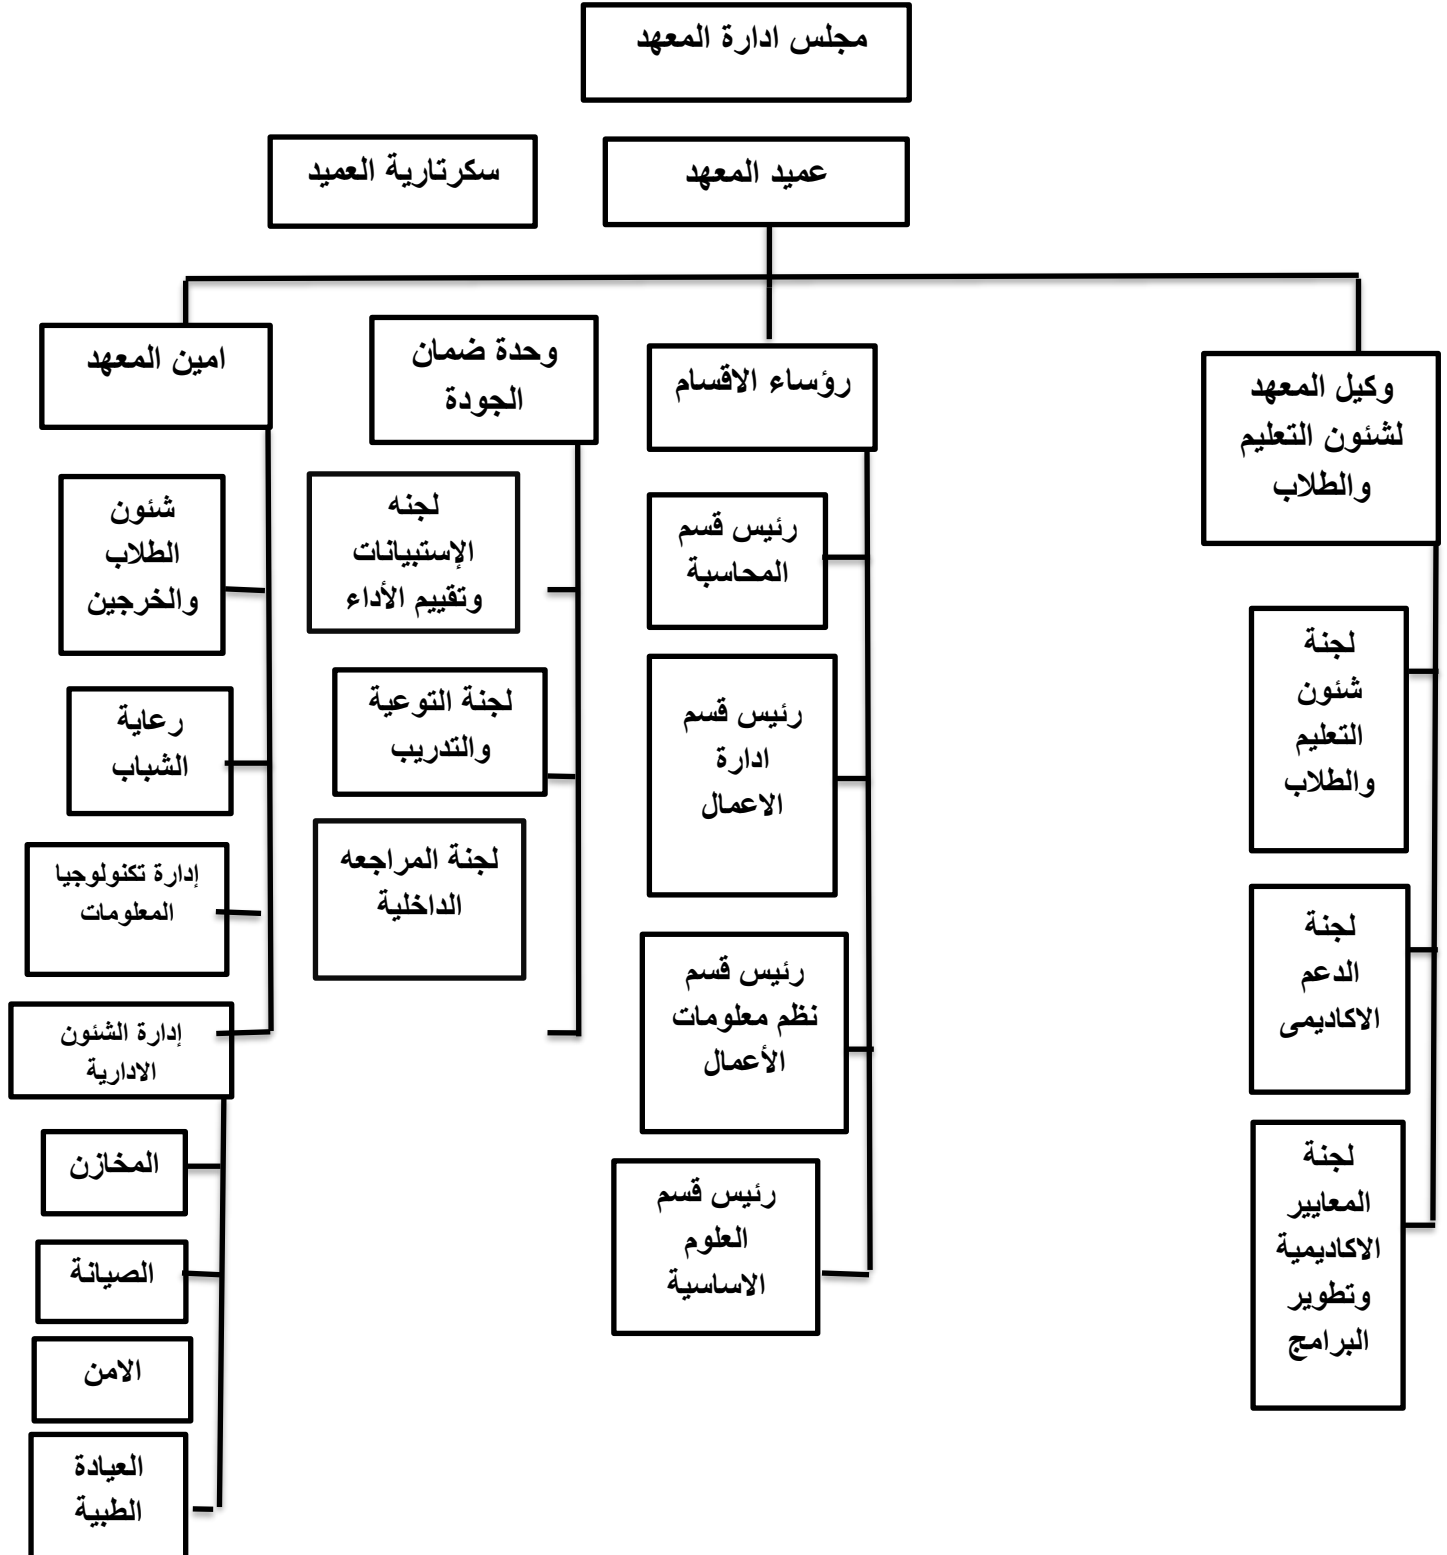 مجلس ادارة المعهد
عميد المعهد
سكرتارية العميد
وكيل المعهد
لشئون التعليم
والطلاب
لجنة
شئون
التعليم
والطلاب
لجنة
الدعم
الاكاديمى
لجنة
المعايير
الاكاديمية
وتطوير
البرامج
رؤساء الاقسام
رئيس قسم
المحاسبة
رئيس قسم
ادارة
الاعمال
رئيس قسم
نظم معلومات
الأعمال
رئيس قسم
العلوم
الاساسية
وحدة ضمان
الجودة
لجنه
الإستبيانات
وتقييم الأداء
لجنة التوعية
والتدريب
لجنة المراجعه
الداخلية
امين المعهد
شئون
الطلاب
والخرجين
رعاية
الشباب
إدارة تكنولوجيا
المعلومات
إدارة الشئون
الادارية
المخازن
الصيانة
الامن
العيادة
الطبية